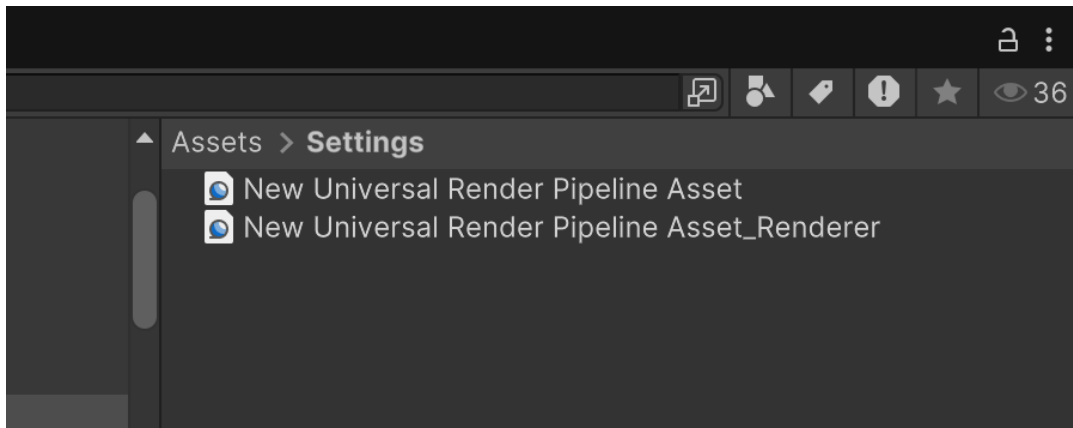 36
Assets > Settings
New Universal Render Pipeline Asset
New Universal Render Pipeline Asset_Renderer